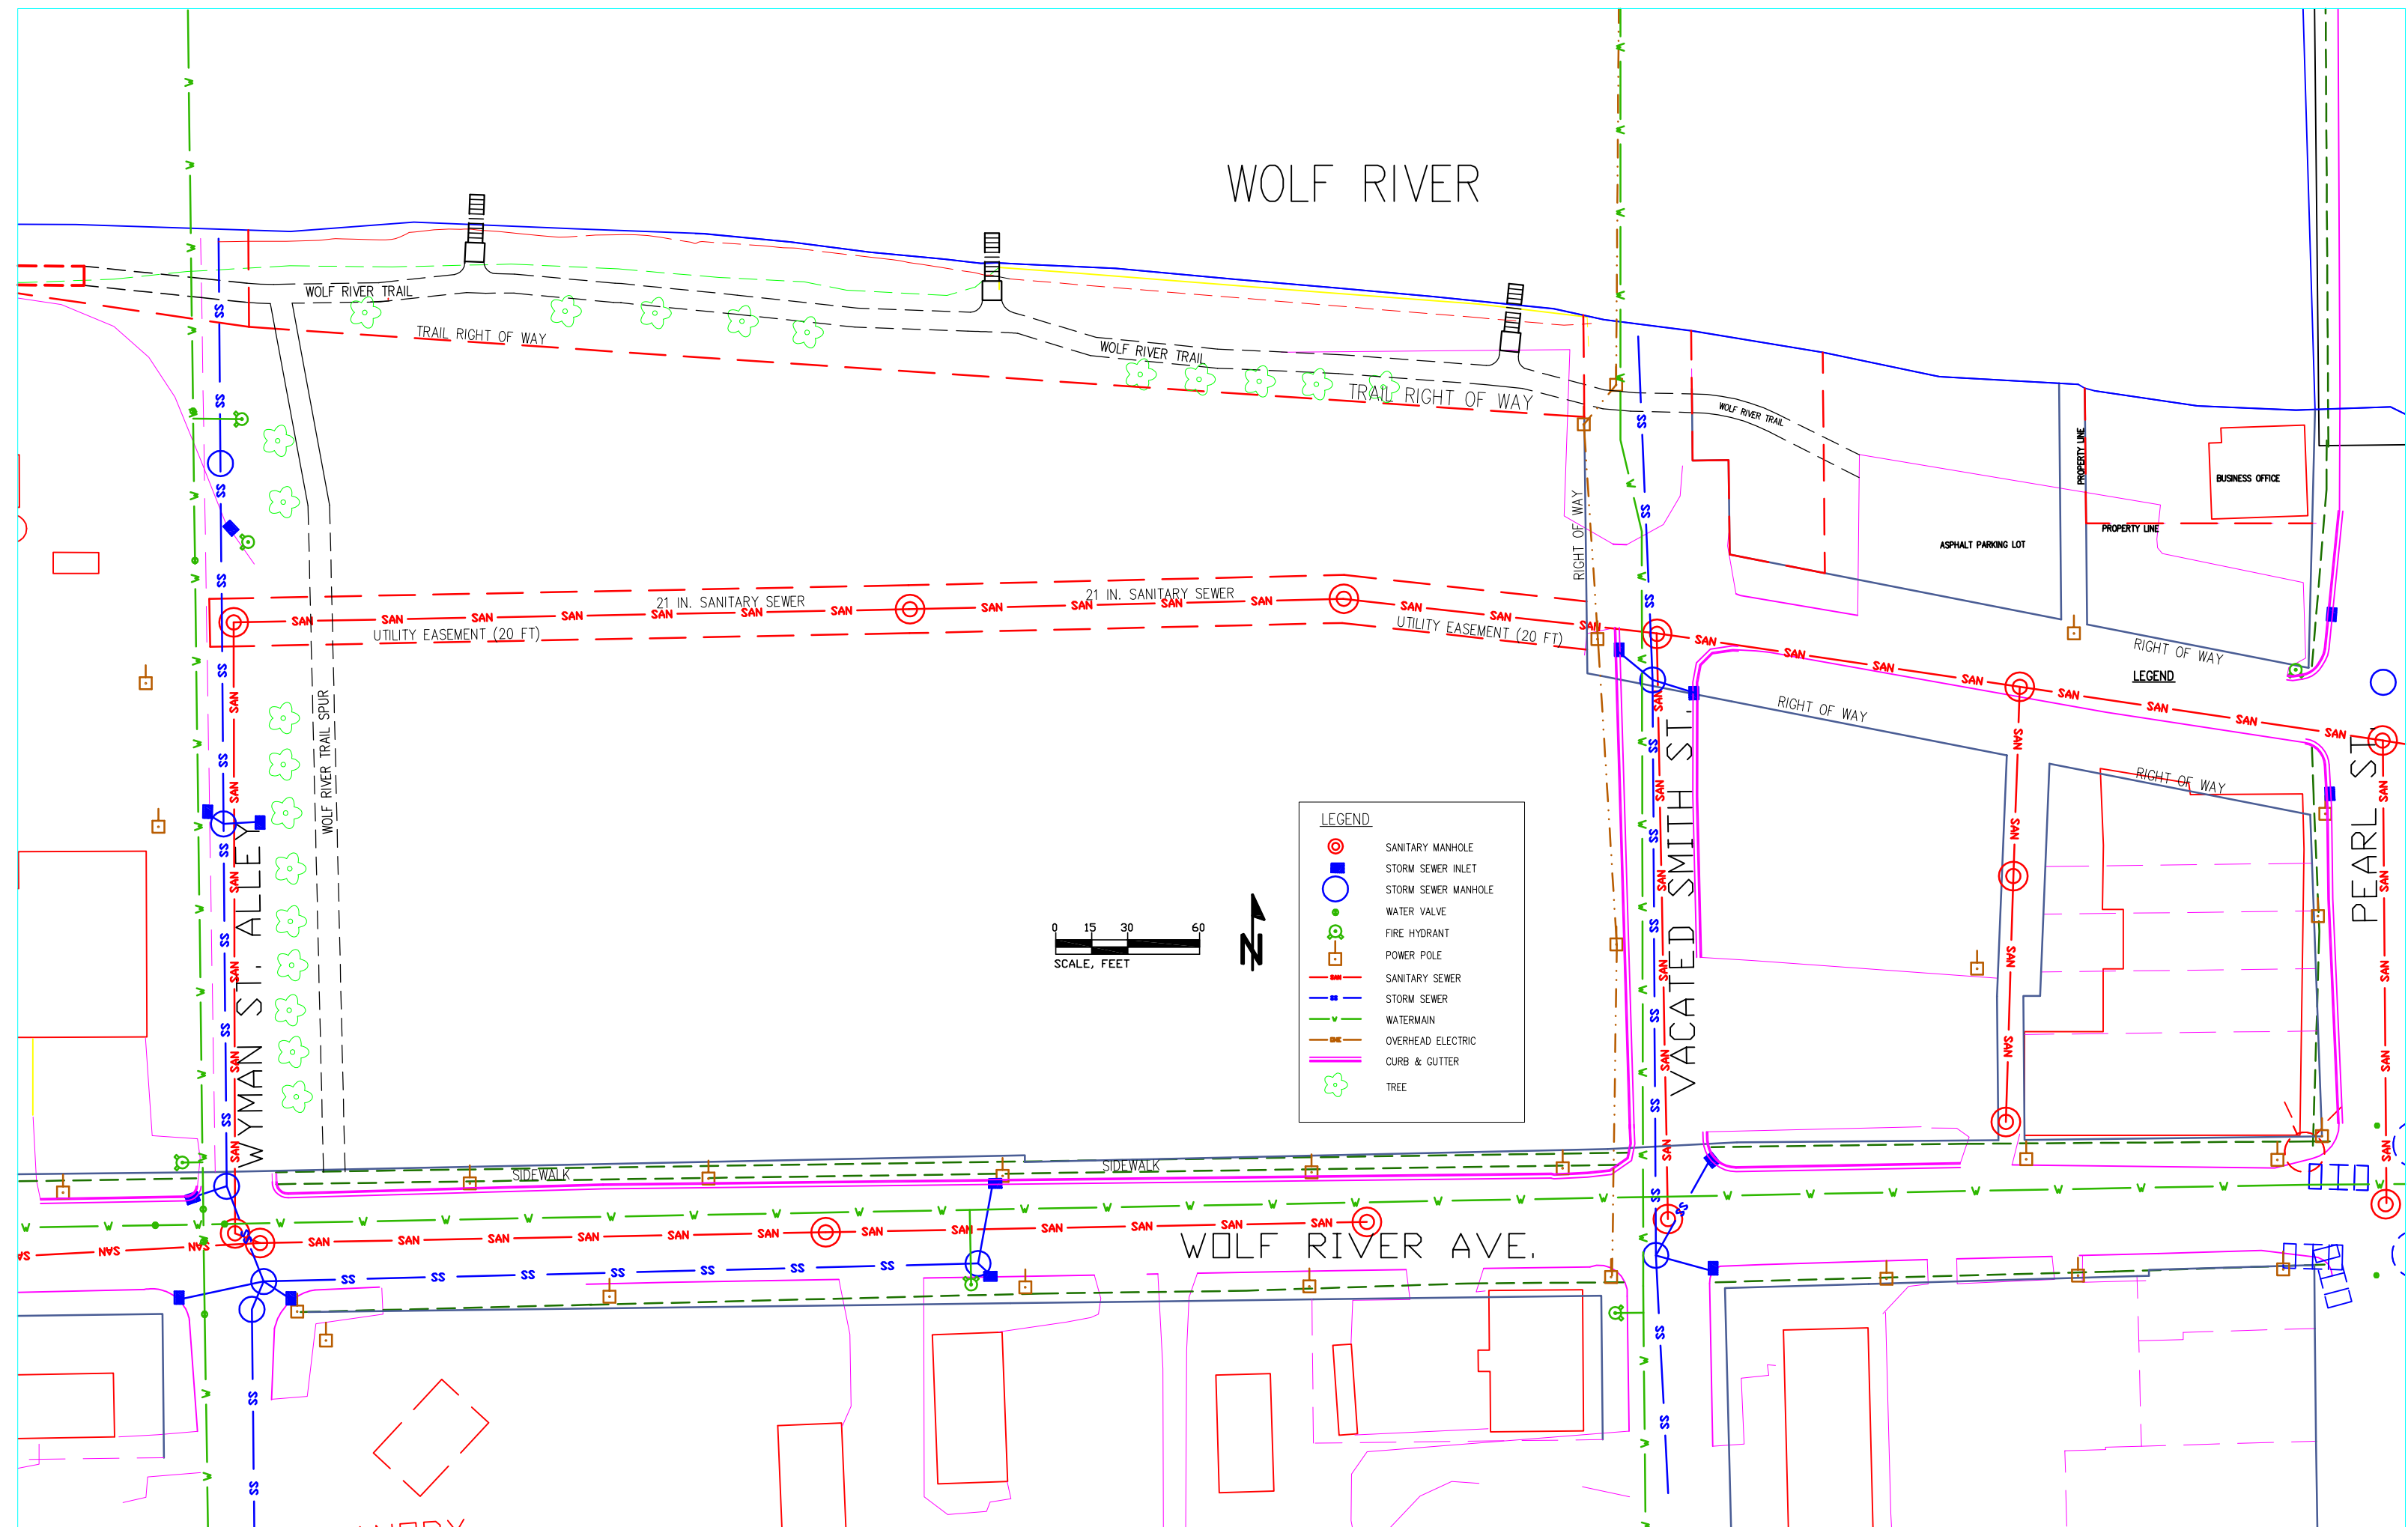 WOLF RIVER
WOLF RIVER TRAIL
TRAIL RIGHT OF WAY
WOLF RIVER TRAIL
TRAIL RIGHT OF WAY
WOLF RIVER TRAIL
PROPERTY LINE
BUSINESS OFFICE
RIGHT OF WAY
PROPERTY LINE
ASPHALT PARKING LOT
21 IN. SANITARY SEWER
21 IN. SANITARY SEWER
UTILITY EASEMENT (20 FT)
UTILITY EASEMENT (20 FT)
RIGHT OF WAY
LEGEND
RIGHT OF WAY
RIGHT OF WAY
WOLF RIVER TRAIL SPUR
WYMAN ST. ALLEY
VACATED SMITH ST.
PEARL ST.
0 15 30 60
SCALE, FEET
N
LEGEND
SANITARY MANHOLE
STORM SEWER INLET
STORM SEWER MANHOLE
WATER VALVE
FIRE HYDRANT
POWER POLE
SAN SANITARY SEWER
SS STORM SEWER
W WATERMAIN
OHE OVERHEAD ELECTRIC
CURB & GUTTER
TREE
SIDEWALK
SIDEWALK
WOLF RIVER AVE.